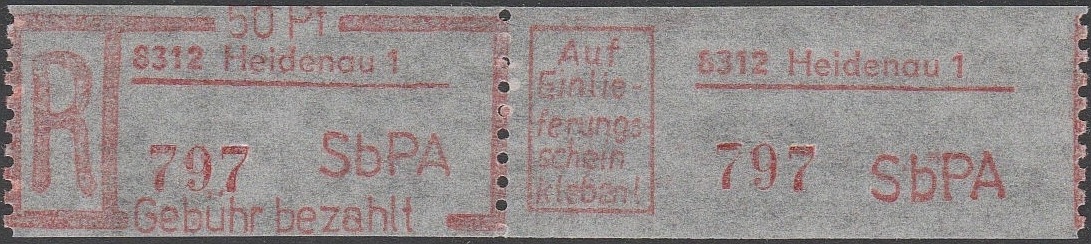 50 Pf
R
8312 Heidenau 1
797 SbPA
Gebühr bezahlt
Auf
Einlie-
ferungs-
schein
kleben!
8312 Heidenau 1
797 SbPA